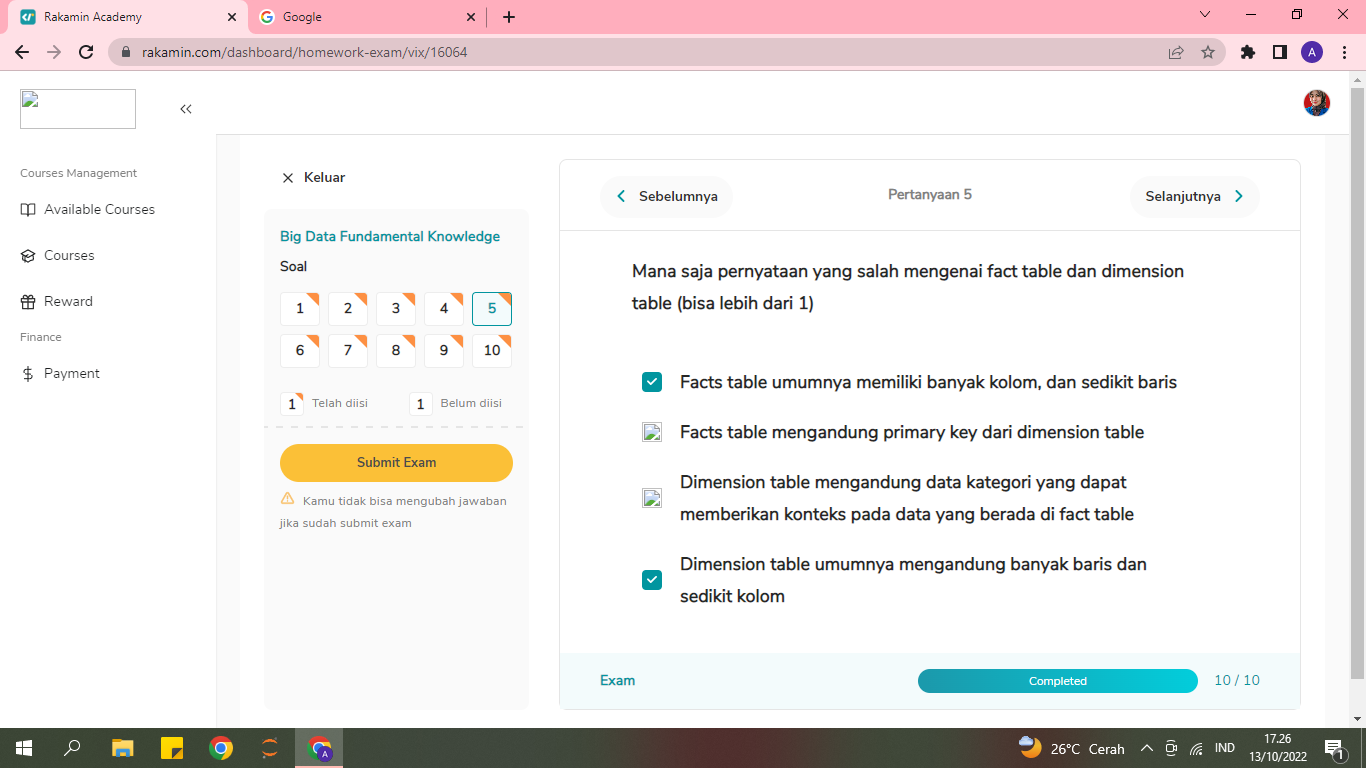 Rakamin Academy
Google
rakamin.com/dashboard/homework-exam/vix/16064
A
Courses Management
Available Courses
Courses
Reward
Finance
Payment
Keluar
Big Data Fundamental Knowledge
Soal
1 2 3 4 5
6 7 8 9 10
1 Telah diisi 1 Belum diisi
Submit Exam
Kamu tidak bisa mengubah jawaban
jika sudah submit exam
Sebelumnya
Pertanyaan 5
Selanjutnya
Mana saja pernyataan yang salah mengenai fact table dan dimension
table (bisa lebih dari 1)
Facts table umumnya memiliki banyak kolom, dan sedikit baris
Facts table mengandung primary key dari dimension table
Dimension table mengandung data kategori yang dapat
memberikan konteks pada data yang berada di fact table
Dimension table umumnya mengandung banyak baris dan
sedikit kolom
Exam
Completed
10 / 10
A
26°C Cerah
IND
17.26
13/10/2022
1